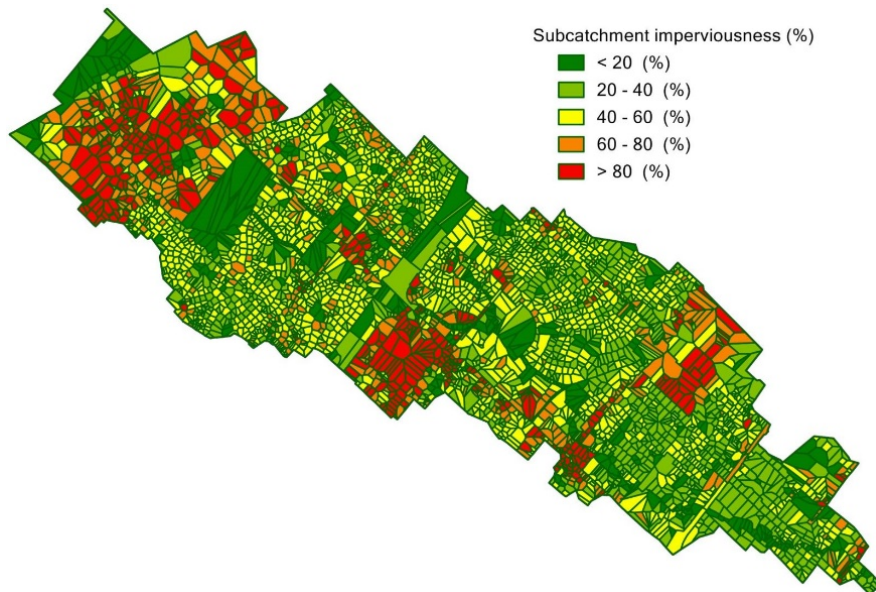 Subcatchment imperviousness (%)
< 20 (%)
20 - 40 (%)
40 - 60 (%)
60 - 80 (%)
> 80 (%)